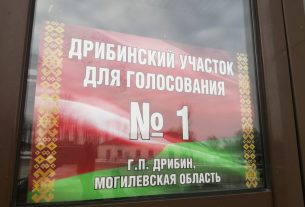 ДРИБИНСКИЙ УЧАСТОК
ДЛЯ ГОЛОСОВАНИЯ
№ 1
Г.П. ДРИБИН,
МОГИЛЕВСКАЯ ОБЛАСТЬ